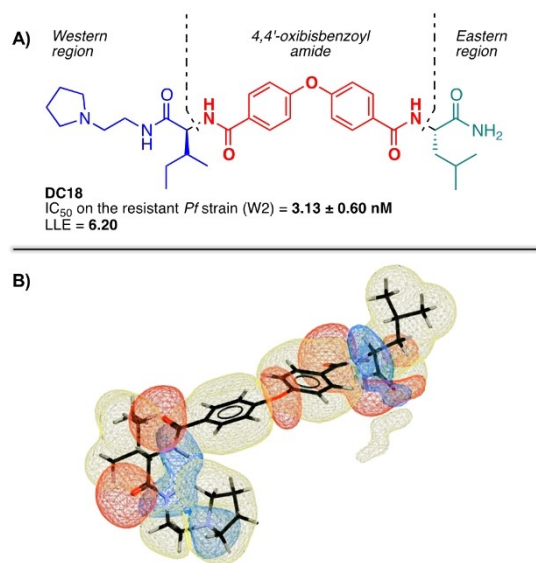 A)
Western region
4,4'-oxibisbenzoyl amide
Eastern region
N
H
N
O
H
N
O
O
O
H
N
O
NH2
DC18
IC50 on the resistant Pf strain (W2) = 3.13 ± 0.60 nM
LLE = 6.20
B)